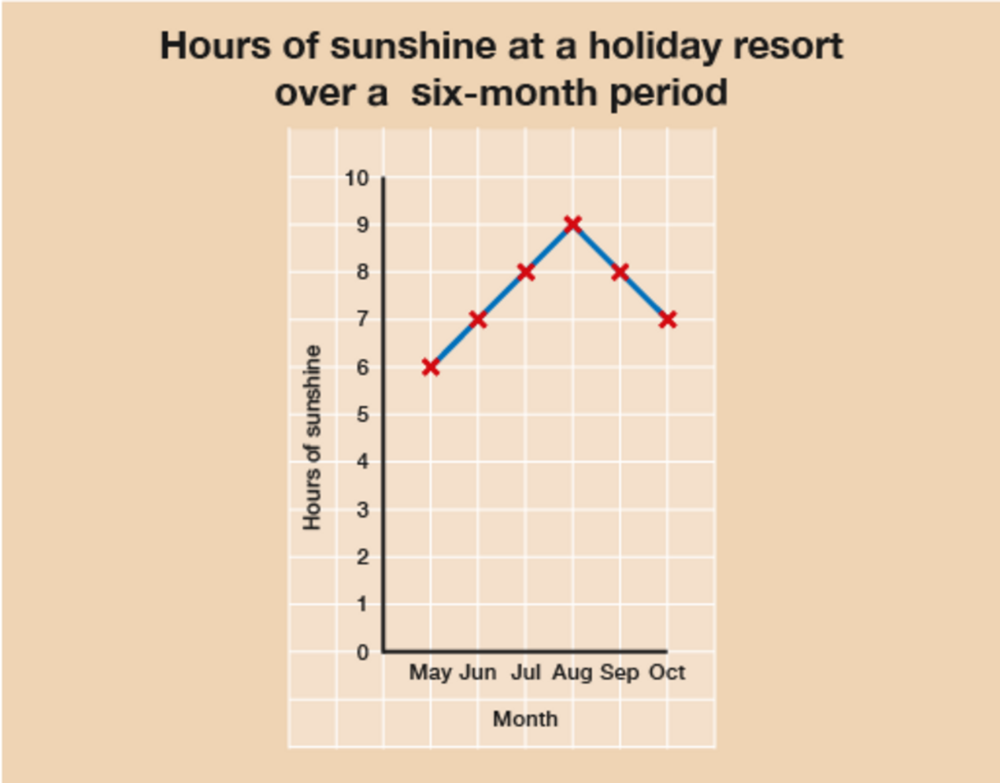 Hours of sunshine at a holiday resort
over a six-month period
10
9
8
7
6
5
4
3
2
1
0
Hours of sunshine
May Jun Jul Aug Sep Oct
Month